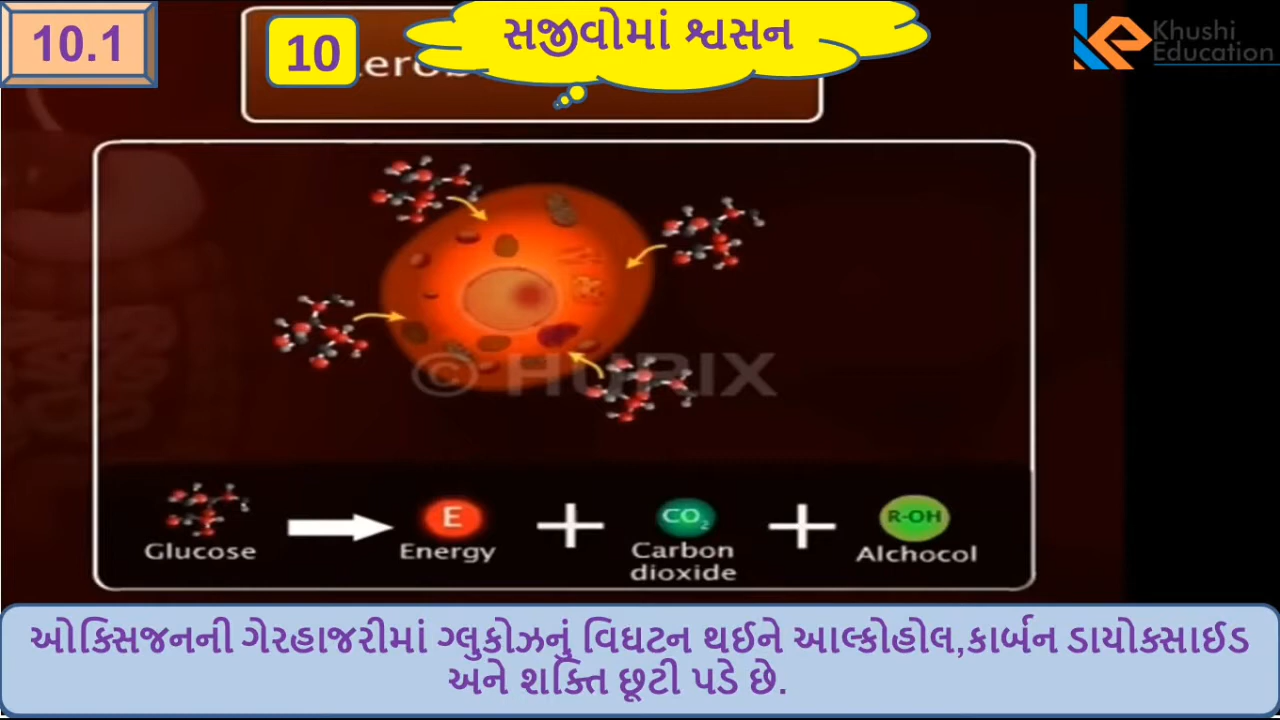 10.1
10
સજીવોમાં શ્વસન
Khushi
Education
© HURIX
Glucose
E
Energy
+
CO₂
Carbon
dioxide
+
R-OH
Alchocol
ઓક્સિજનની ગેરહાજરીમાં ગ્લુકોઝનું વિઘટન થઈને આલ્કોહોલ,કાર્બન ડાયોક્સાઈડ
અને શક્તિ છૂટી પડે છે.